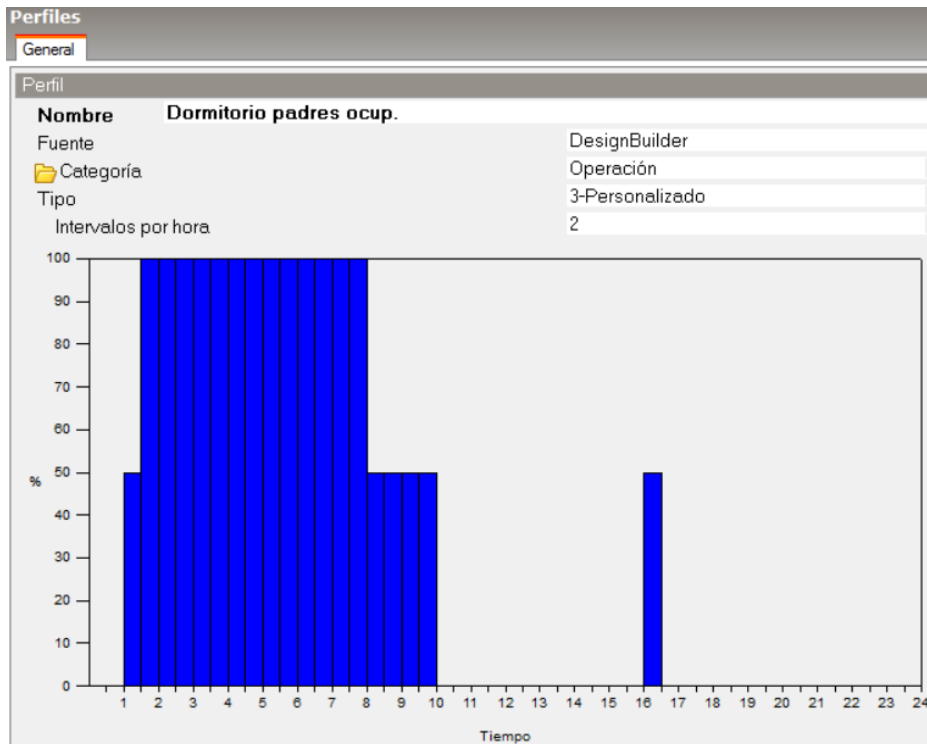 Perfiles
General
Perfil
Nombre Dormitorio padres ocup.
Fuente DesignBuilder
Categoría Operación
Tipo 3-Personalizado
Intervalos por hora 2
100
90
80
70
60
% 50
40
30
20
10
0
1 2 3 4 5 6 7 8 9 10 11 12 13 14 15 16 17 18 19 20 21 22 23 24
Tiempo